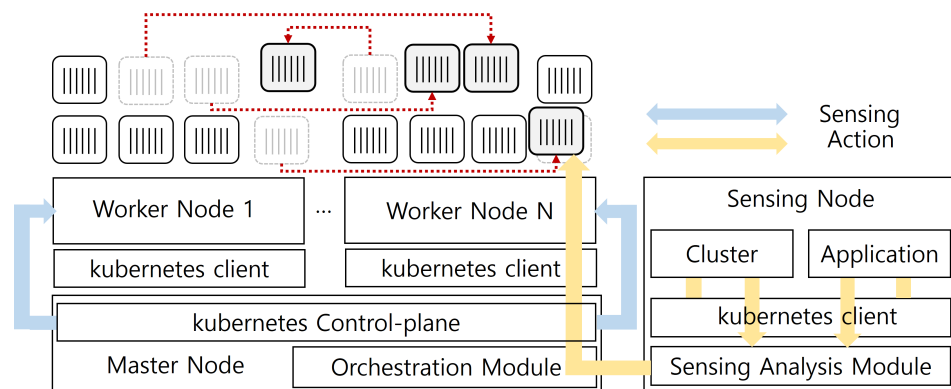 Sensing
Action
Worker Node 1
...
Worker Node N
Sensing Node
kubernetes client
kubernetes client
Cluster
Application
kubernetes Control-plane
kubernetes client
Master Node
Orchestration Module
Sensing Analysis Module